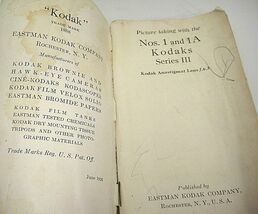 "Kodak"
TRADE MARK
1888
EASTMAN KODAK COMPANY
ROCHESTER, N. Y.
Manufacturers of
KODAK BROWNIE AND
HAWK-EYE CAMERAS
CINÉ-KODAKS KODASCOPES
KODAK FILM VELOX SOLIO
EASTMAN BROMIDE PAPERS
KODAK FILM TANKS
EASTMAN TESTED CHEMICALS
KODAK DRY MOUNTING TISSUE
TRIPODS AND OTHER PHOTO-
GRAPHIC MATERIALS
Trade Marks Reg. U. S. Pat. Off.
June
Picture taking with the
Nos. 1 and 1A
Kodaks
Series III
Kodak Anastigmat Lens
Published by
EASTMAN KODAK COMPANY,
ROCHESTER, N. Y., U. S. A.